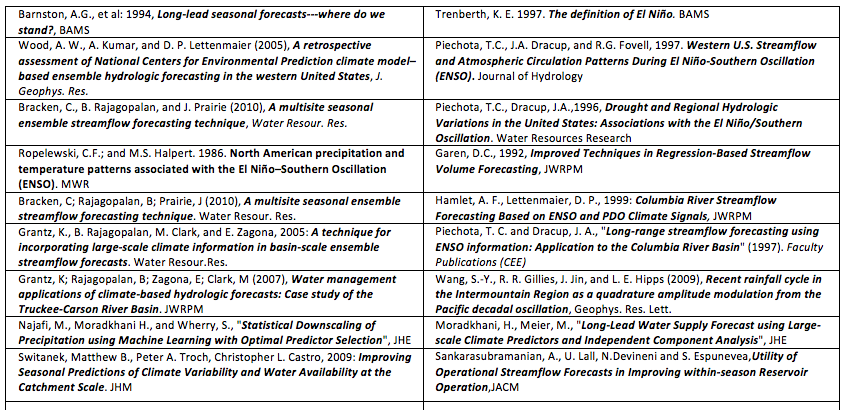 Barnston, A.G., et al: 1994, Long-lead seasonal forecasts---where do we
stand?, BAMS
Trenberth, K. E. 1997. The definition of El Niño. BAMS
Wood, A. W., A. Kumar, and D. P. Lettenmaier (2005), A retrospective
assessment of National Centers for Environmental Prediction climate model–
based ensemble hydrologic forecasting in the western United States, J.
Geophys. Res.
Piechota, T.C., J.A. Dracup, and R.G. Fovell, 1997. Western U.S. Streamflow
and Atmospheric Circulation Patterns During El Niño-Southern Oscillation
(ENSO). Journal of Hydrology
Bracken, C., B. Rajagopalan, and J. Prairie (2010), A multisite seasonal
ensemble streamflow forecasting technique, Water Resour. Res.
Piechota, T.C., Dracup, J.A.,1996, Drought and Regional Hydrologic
Variations in the United States: Associations with the El Niño/Southern
Oscillation. Water Resources Research
Ropelewski, C.F.; and M.S. Halpert. 1986. North American precipitation and
temperature patterns associated with the El Niño–Southern Oscillation
(ENSO). MWR
Garen, D.C., 1992, Improved Techniques in Regression-Based Streamflow
Volume Forecasting, JWRPM
Bracken, C; Rajagopalan, B; Prairie, J (2010), A multisite seasonal ensemble
streamflow forecasting technique. Water Resour. Res.
Hamlet, A. F., Lettenmaier, D. P., 1999: Columbia River Streamflow
Forecasting Based on ENSO and PDO Climate Signals, JWRPM
Grantz, K., B. Rajagopalan, M. Clark, and E. Zagona, 2005: A technique for
incorporating large-scale climate information in basin-scale ensemble
streamflow forecasts. Water Resour.Res.
Piechota, T. C. and Dracup, J. A., "Long-range streamflow forecasting using
ENSO information: Application to the Columbia River Basin" (1997). Faculty
Publications (CEE)
Grantz, K; Rajagopalan, B; Zagona, E; Clark, M (2007), Water management
applications of climate-based hydrologic forecasts: Case study of the
Truckee-Carson River Basin. JWRPM
Wang, S.-Y., R. R. Gillies, J. Jin, and L. E. Hipps (2009), Recent rainfall cycle in
the Intermountain Region as a quadrature amplitude modulation from the
Pacific decadal oscillation, Geophys. Res. Lett.
Najafi, M., Moradkhani H., and Wherry, S., "Statistical Downscaling of
Precipitation using Machine Learning with Optimal Predictor Selection", JHE
Moradkhani, H., Meier, M., "Long-Lead Water Supply Forecast using Large-
scale Climate Predictors and Independent Component Analysis", JHE
Switanek, Matthew B., Peter A. Troch, Christopher L. Castro, 2009: Improving
Seasonal Predictions of Climate Variability and Water Availability at the
Catchment Scale. JHM
Sankarasubramanian, A., U. Lall, N.Devineni and S. Espunevea,Utility of
Operational Streamflow Forecasts in Improving within-season Reservoir
Operation,JACM